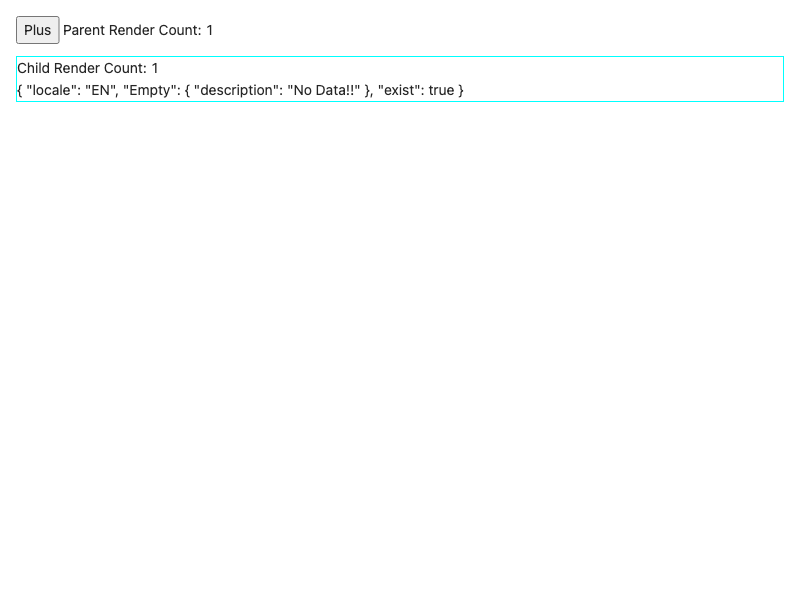 Plus Parent Render Count: 1
Child Render Count: 1
{ "locale": "EN", "Empty": { "description": "No Data!!" }, "exist": true }